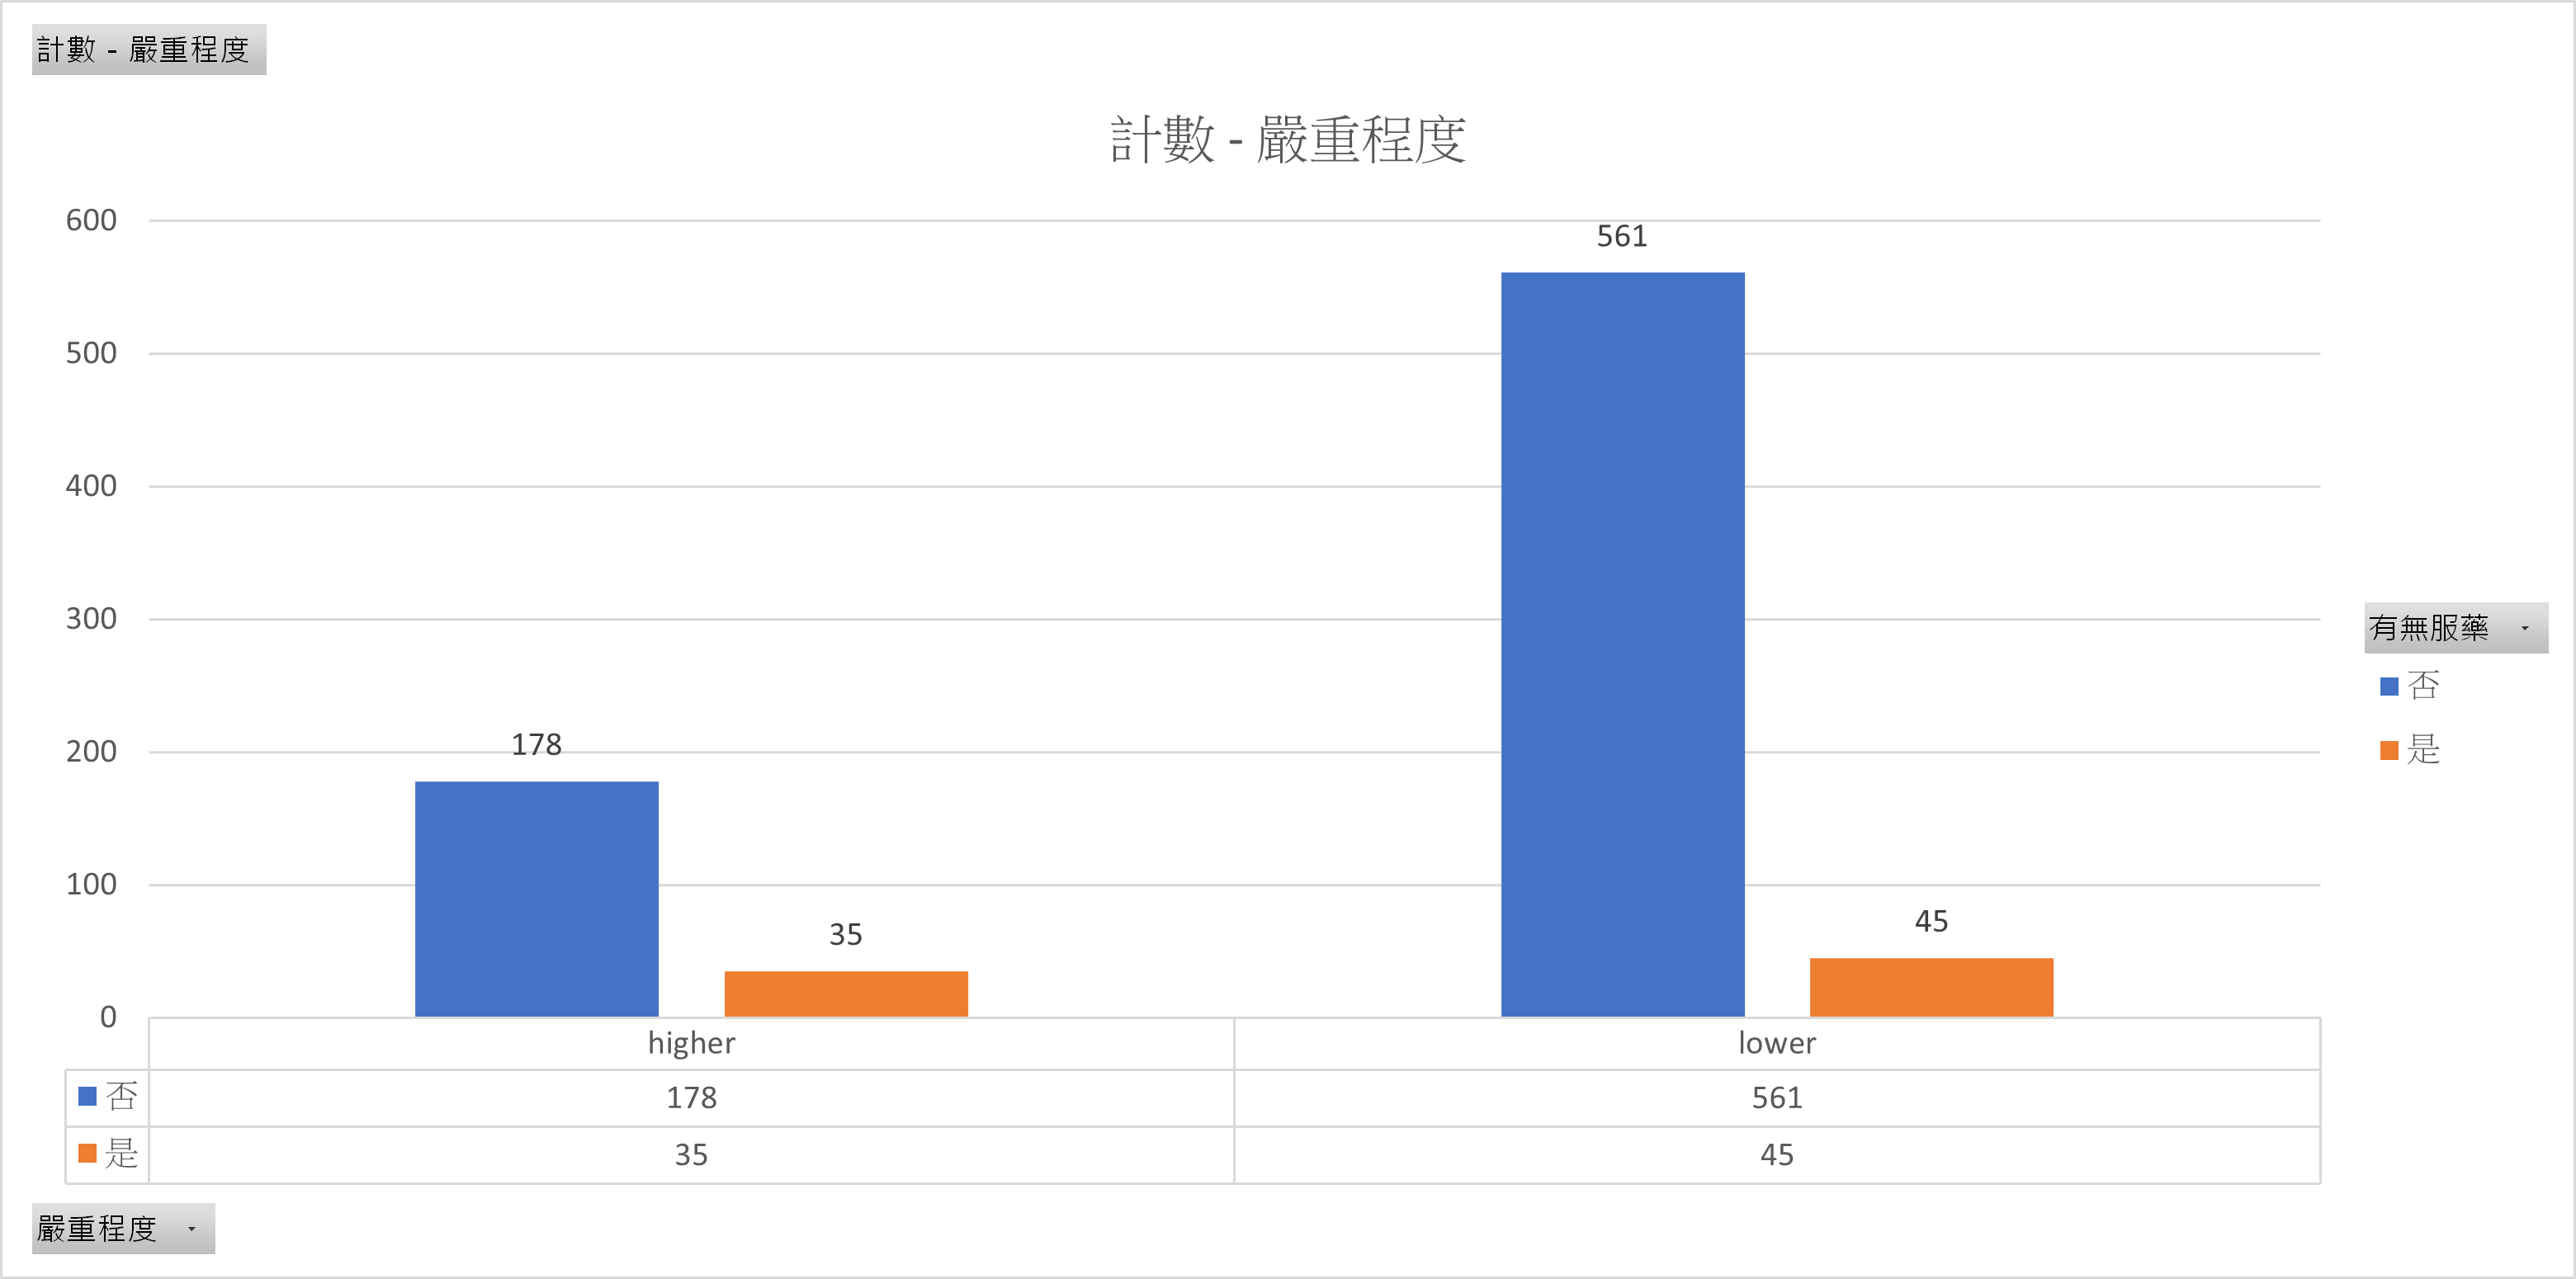 計數 - 嚴重程度
計數 - 嚴重程度
600
561
500
400
300
有無服藥
否
是
200
178
100
35
45
0
higher lower
否 178 561
是 35 45
嚴重程度